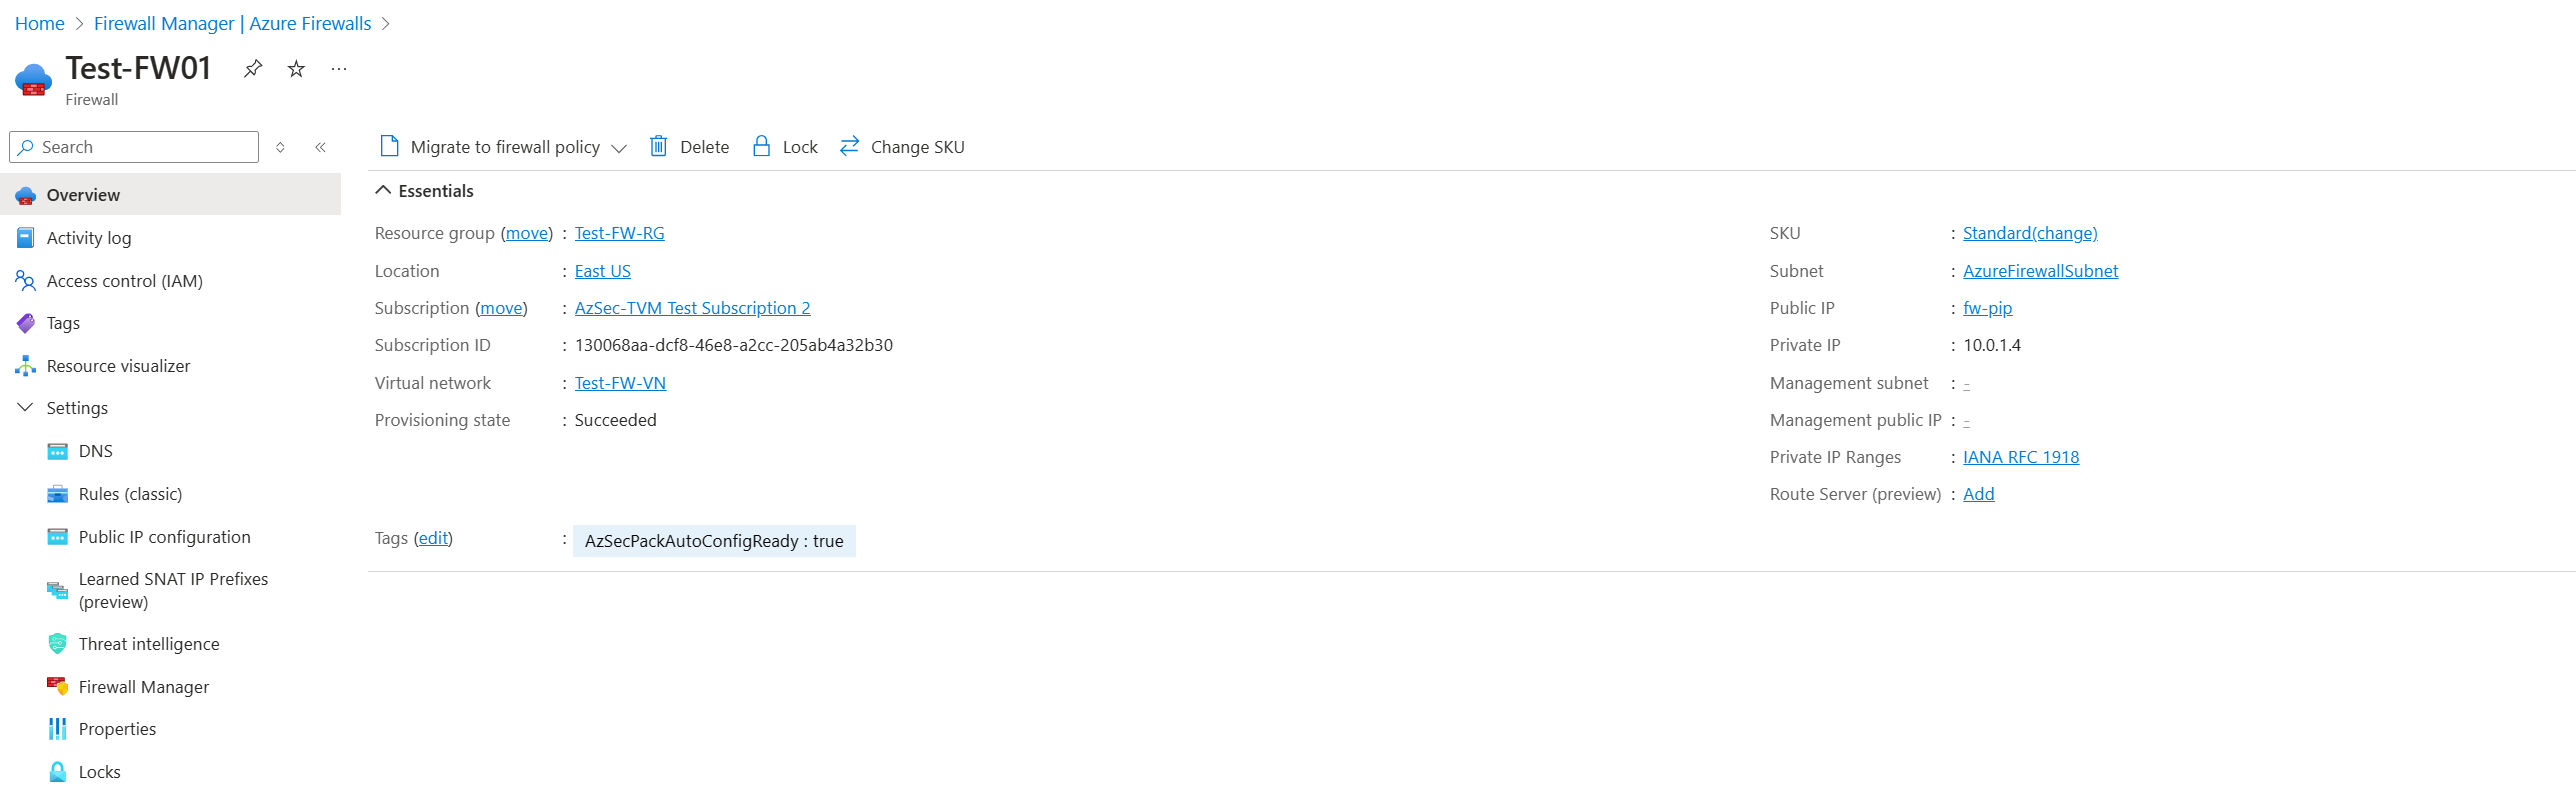 Home > Firewall Manager | Azure Firewalls >
Test-FW01
Firewall
Search
Overview
Activity log
Access control (IAM)
Tags
Resource visualizer
Settings
DNS
Rules (classic)
Public IP configuration
Learned SNAT IP Prefixes
(preview)
Threat intelligence
Firewall Manager
Properties
Locks
Migrate to firewall policy Delete Lock Change SKU
Essentials
Resource group (move) : Test-FW-RG
Location : East US
Subscription (move) : AzSec-TVM Test Subscription 2
Subscription ID : 130068aa-dcf8-46e8-a2cc-205ab4a32b30
Virtual network : Test-FW-VN
Provisioning state : Succeeded
SKU : Standard(change)
Subnet : AzureFirewallSubnet
Public IP : fw-pip
Private IP : 10.0.1.4
Management subnet : -
Management public IP : -
Private IP Ranges : IANA RFC 1918
Route Server (preview) : Add
Tags (edit) : AzSecPackAutoConfigReady : true